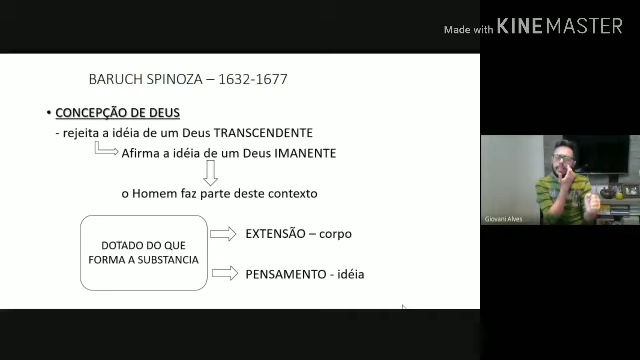 Made with KINEMASTER
BARUCH SPINOZA – 1632-1677
• CONCEPÇÃO DE DEUS
- rejeita a idéia de um Deus TRANSCENDENTE
Afirma a idéia de um Deus IMANENTE
o Homem faz parte deste contexto
DOTADO DO QUE
FORMA A SUBSTANCIA
EXTENSÃO – corpo
PENSAMENTO - idéia
Giovani Alves